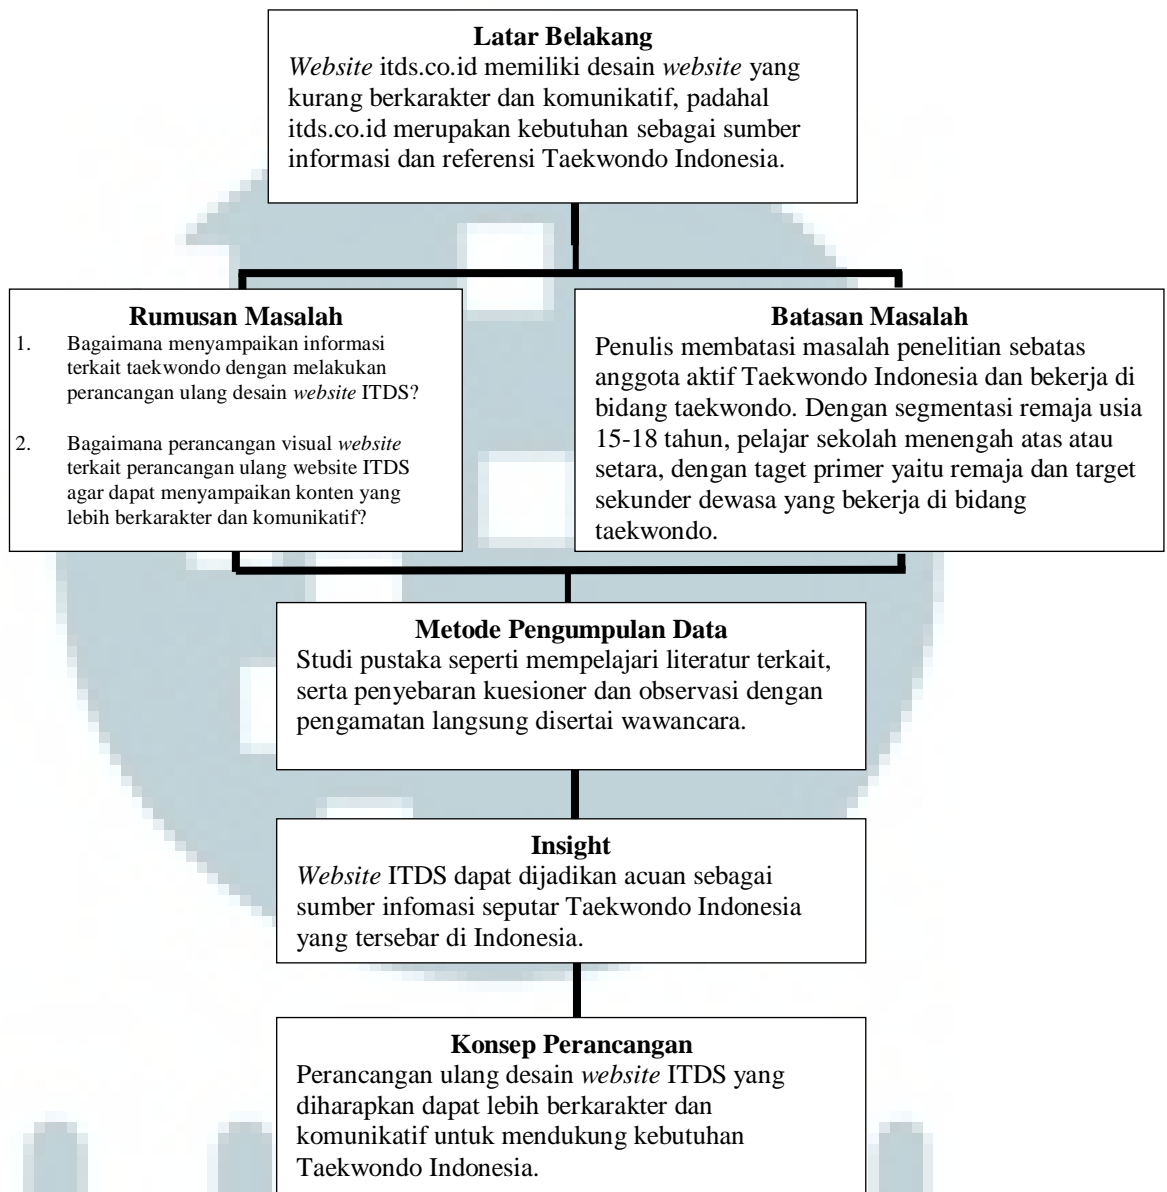 Latar Belakang
Website itds.co.id memiliki desain website yang
kurang berkarakter dan komunikatif, padahal
itds.co.id merupakan kebutuhan sebagai sumber
informasi dan referensi Taekwondo Indonesia.
Rumusan Masalah
1. Bagaimana menyampaikan informasi
terkait taekwondo dengan melakukan
perancangan ulang desain website ITDS?
2. Bagaimana perancangan visual website
terkait perancangan ulang website ITDS
agar dapat menyampaikan konten yang
lebih berkarakter dan komunikatif?
Batasan Masalah
Penulis membatasi masalah penelitian sebatas
anggota aktif Taekwondo Indonesia dan bekerja di
bidang taekwondo. Dengan segmentasi remaja usia
15-18 tahun, pelajar sekolah menengah atas atau
setara, dengan taget primer yaitu remaja dan target
sekunder dewasa yang bekerja di bidang
taekwondo.
Metode Pengumpulan Data
Studi pustaka seperti mempelajari literatur terkait,
serta penyebaran kuesioner dan observasi dengan
pengamatan langsung disertai wawancara.
Insight
Website ITDS dapat dijadikan acuan sebagai
sumber infomasi seputar Taekwondo Indonesia
yang tersebar di Indonesia.
Konsep Perancangan
Perancangan ulang desain website ITDS yang
diharapkan dapat lebih berkarakter dan
komunikatif untuk mendukung kebutuhan
Taekwondo Indonesia.